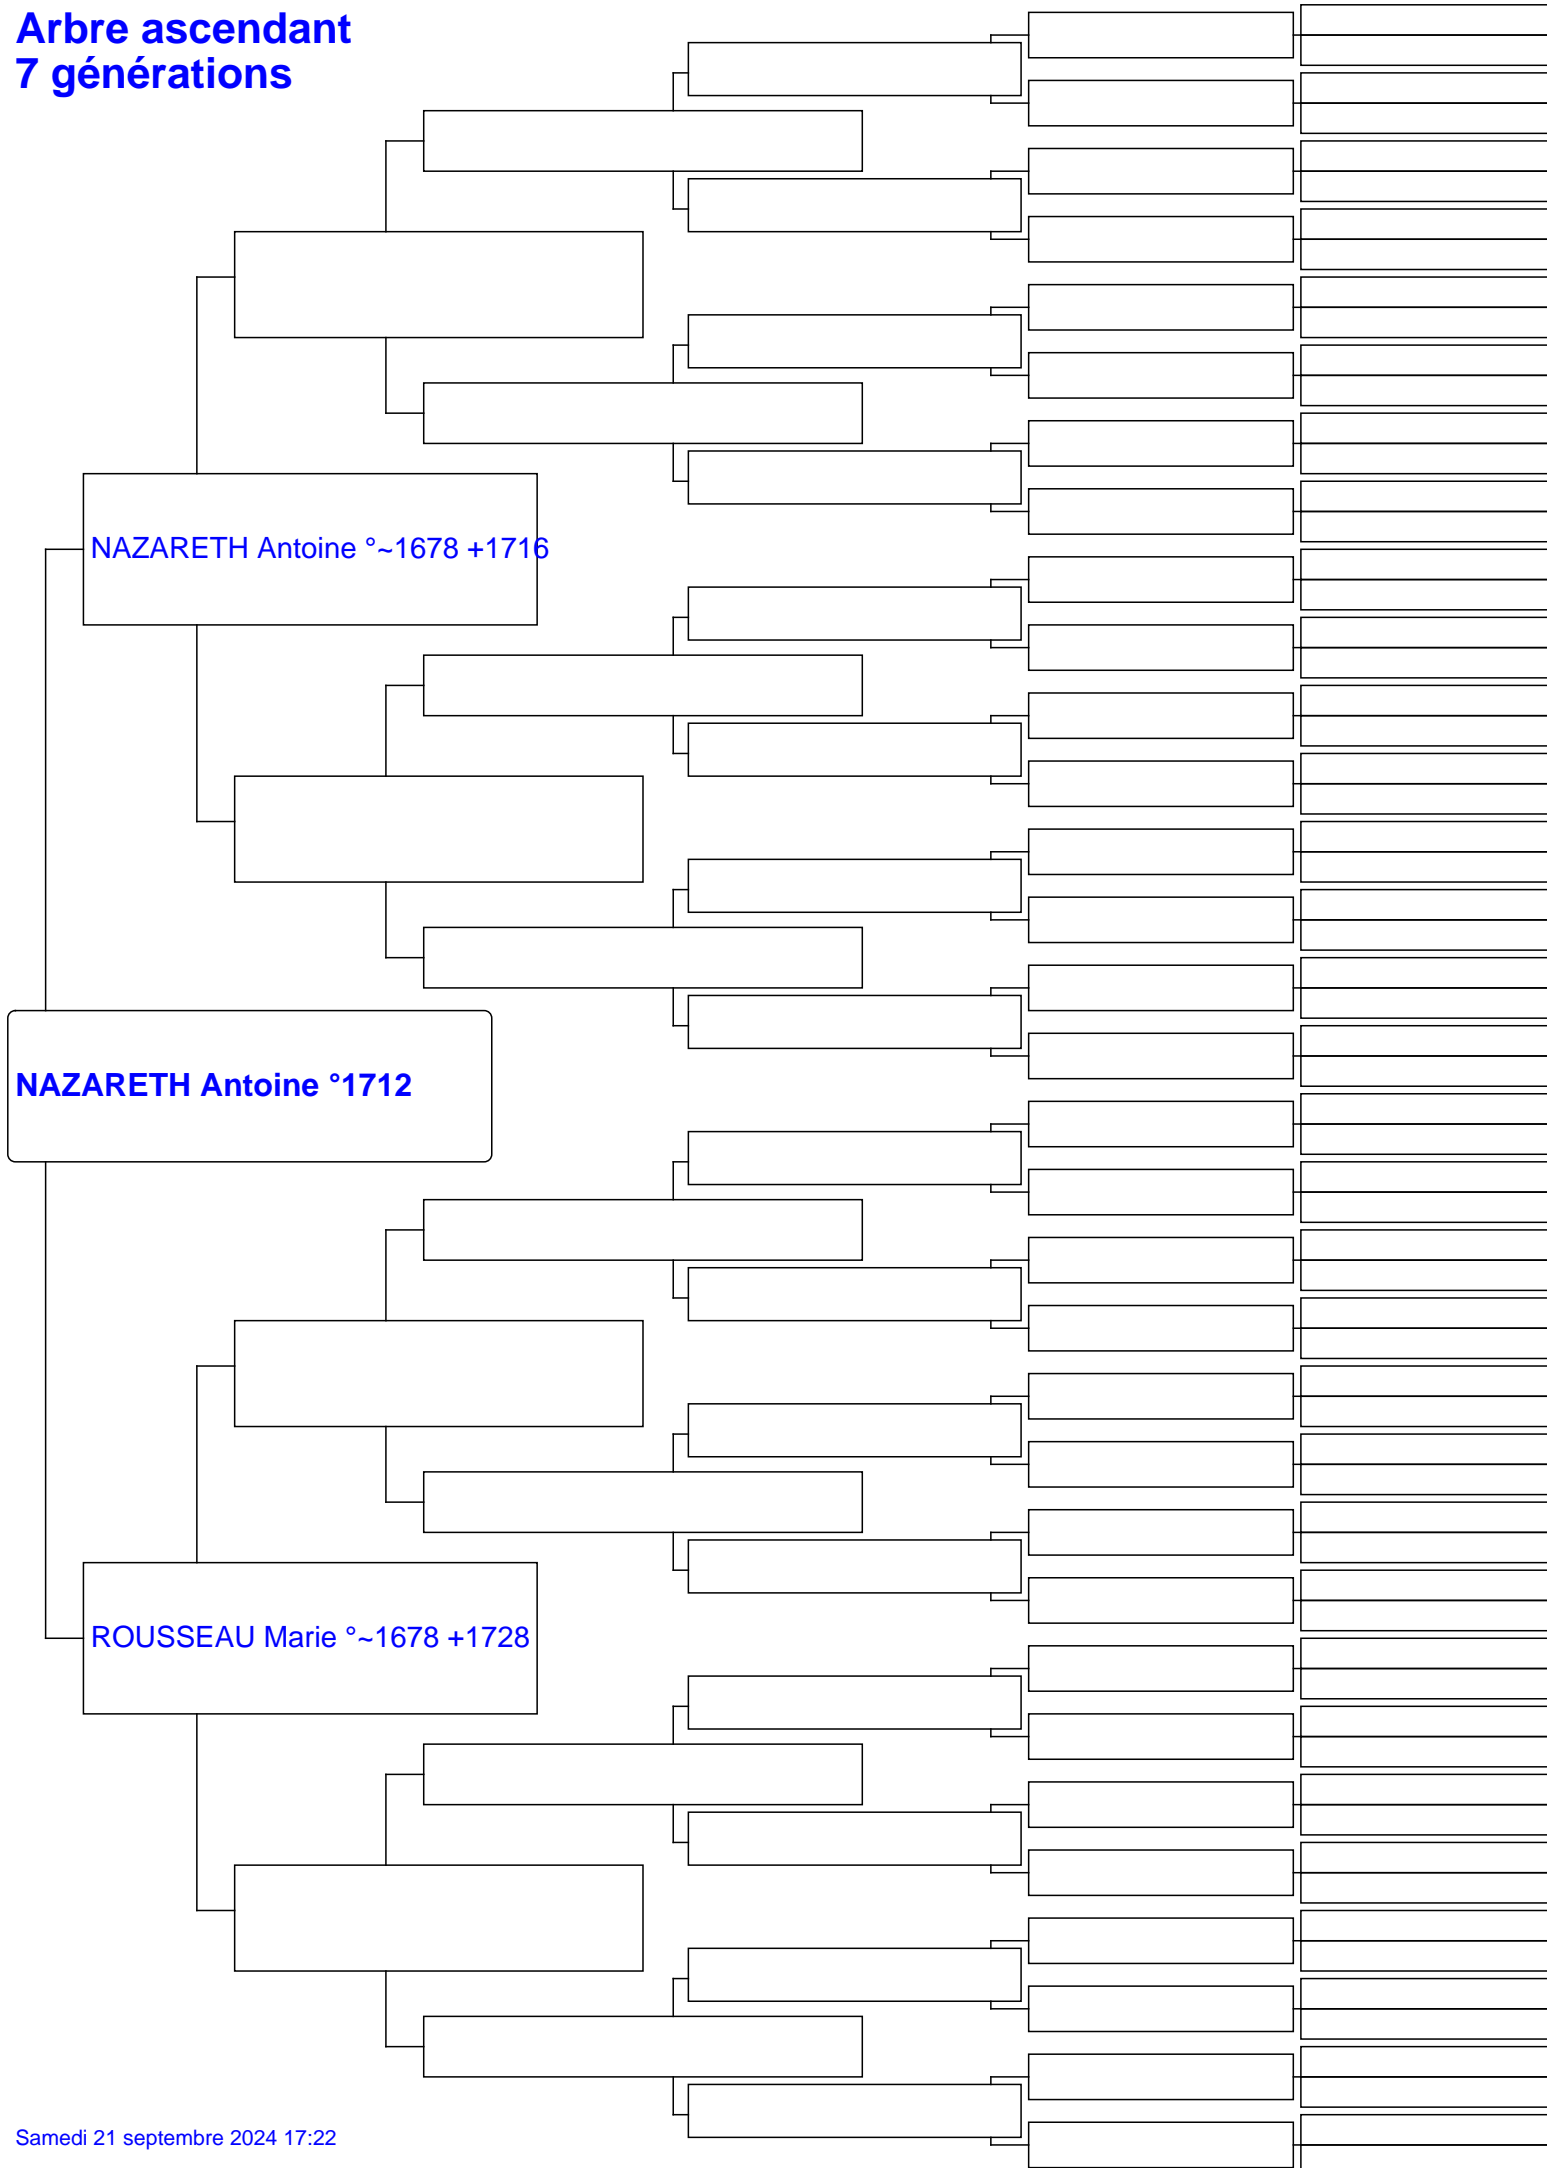 Arbre ascendant
7 générations
NAZARETH Antoine °~1678 +1716
NAZARETH Antoine °1712
ROUSSEAU Marie °~1678 +1728
Samedi 21 septembre 2024 17:22